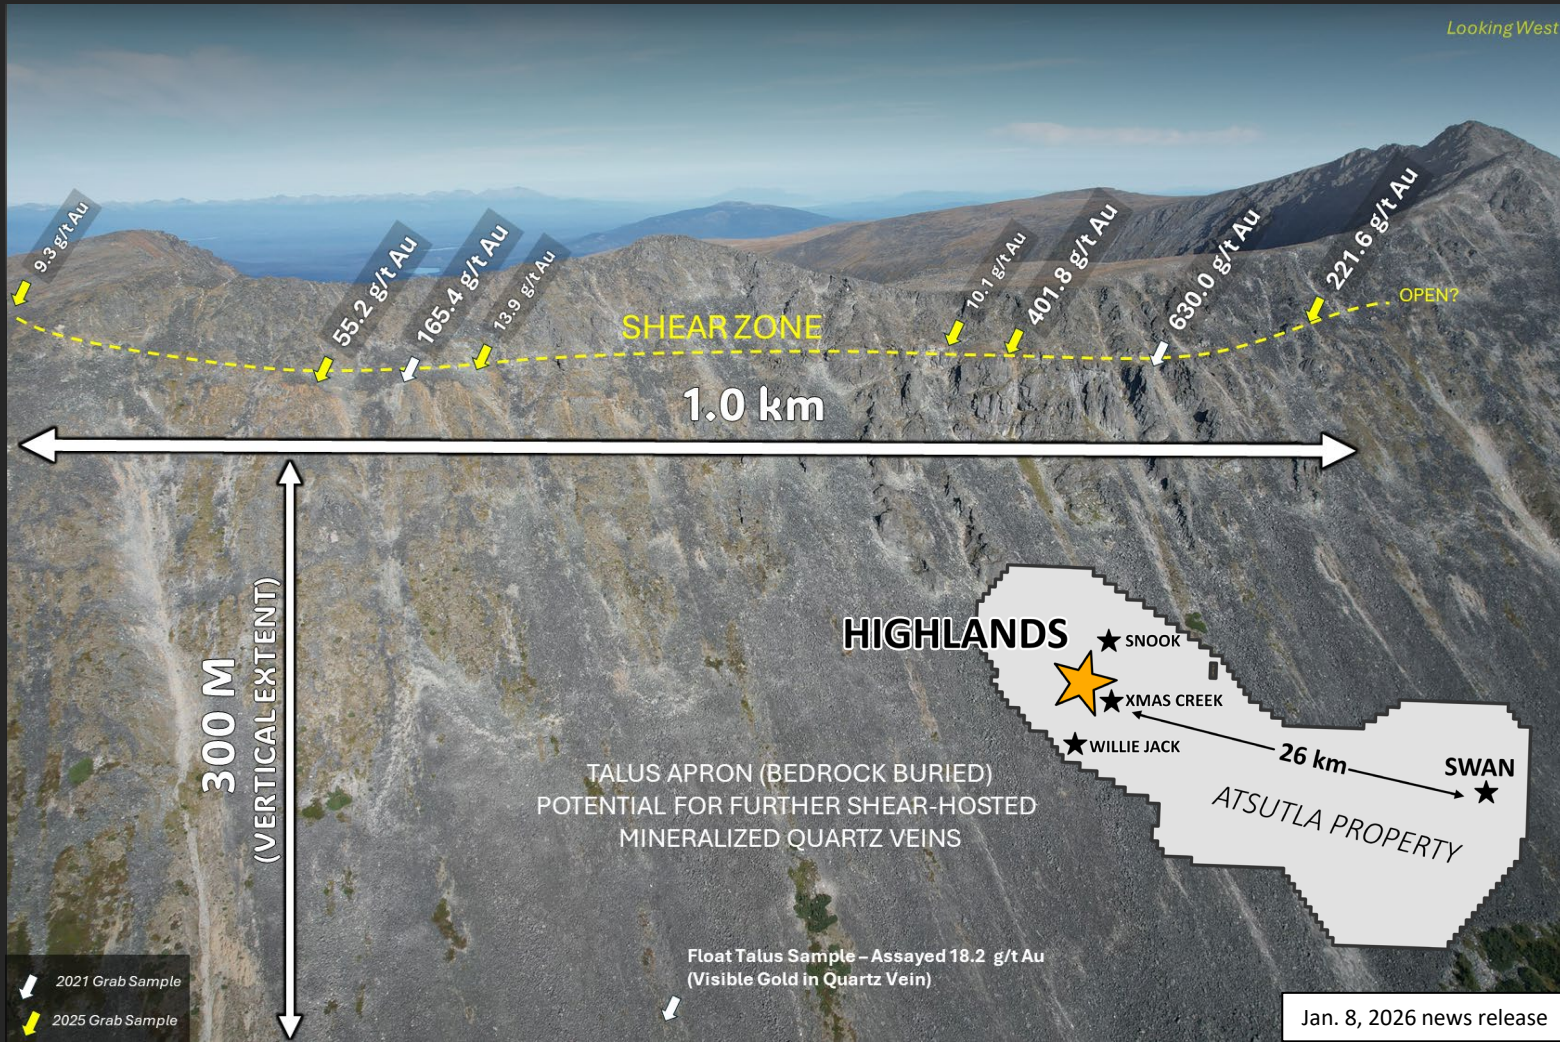 Looking West
9.3 g/t Au
55.2 g/t Au
165.4 g/t Au
13.9 g/t Au
10.1 g/t Au
401.8 g/t Au
630.0 g/t Au
221.6 g/t Au
OPEN?
SHEAR ZONE
1.0 km
300 M
(VERTICAL EXTENT)
HIGHLANDS
SNOOK
XMAS CREEK
WILLIE JACK
26 km
SWAN
ATSUTLA PROPERTY
TALUS APRON (BEDROCK BURIED)
POTENTIAL FOR FURTHER SHEAR-HOSTED
MINERALIZED QUARTZ VEINS
Float Talus Sample – Assayed 18.2 g/t Au
(Visible Gold in Quartz Vein)
2021 Grab Sample
2025 Grab Sample
Jan. 8, 2026 news release